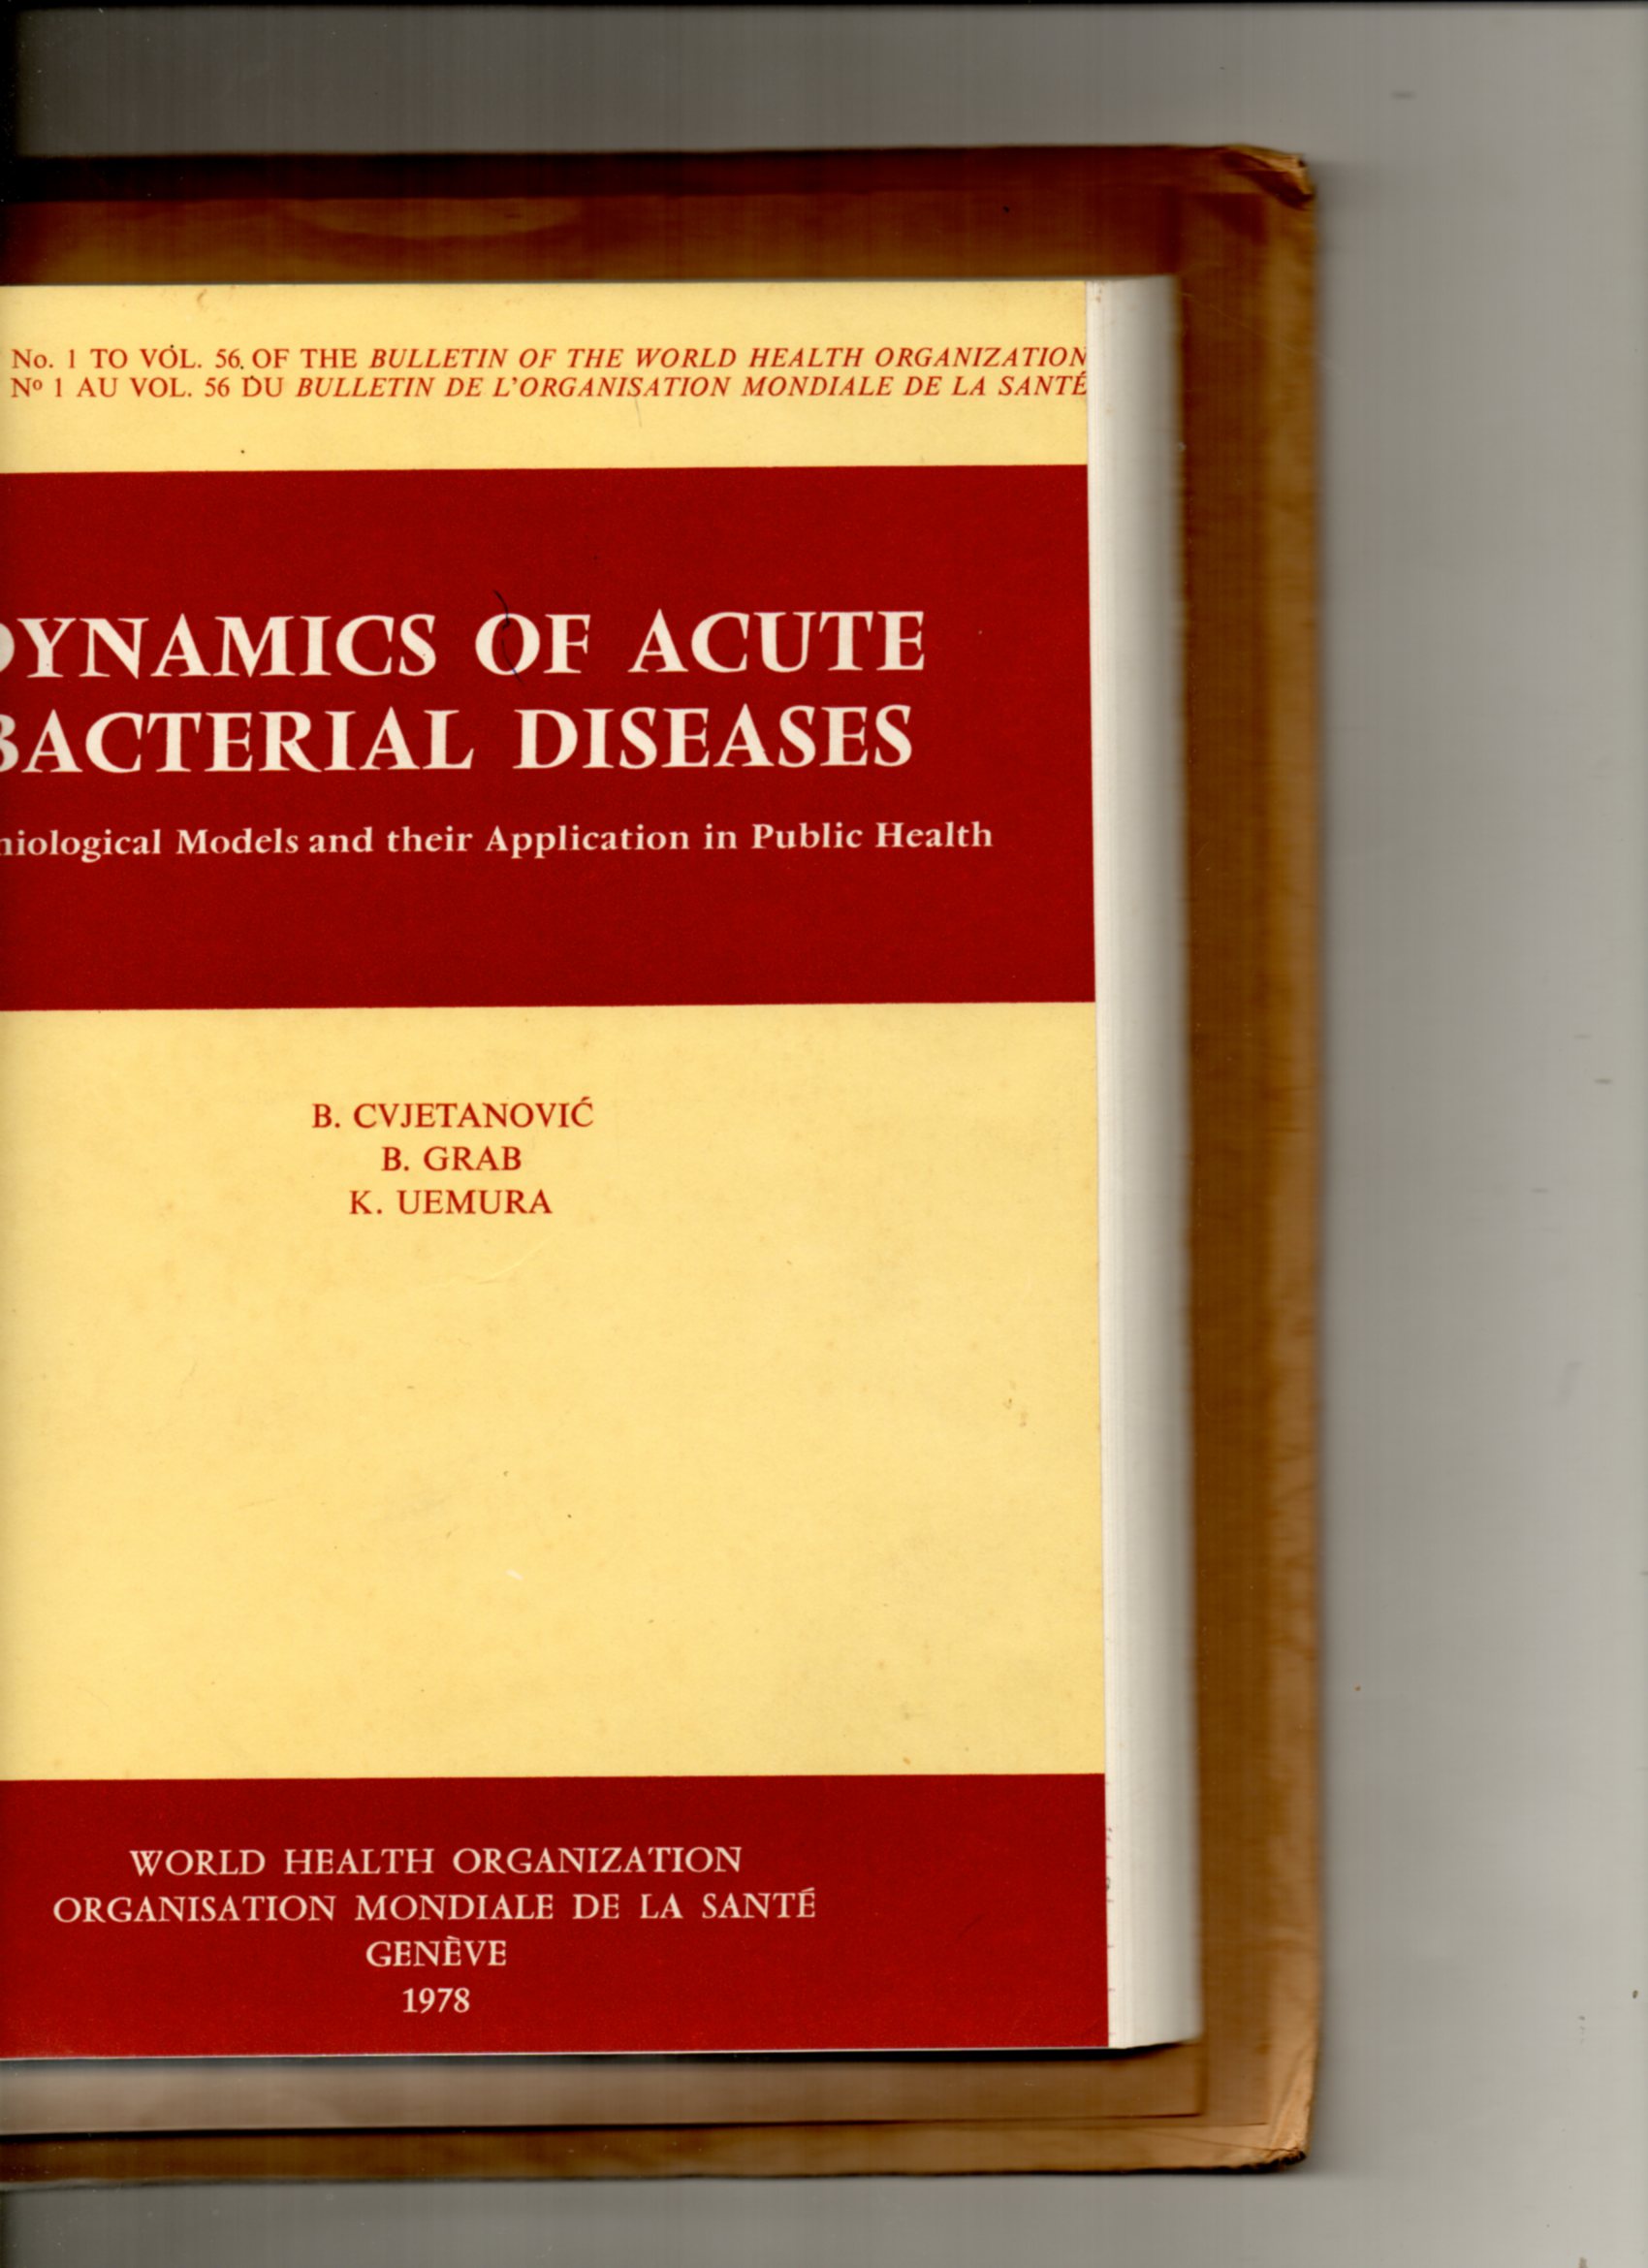 No. 1 TO VOL. 56 OF THE BULLETIN OF THE WORLD HEALTH ORGANIZATION
Nº 1 AU VOL. 56 DU BULLETIN DE L'ORGANISATION MONDIALE DE LA SANTÉ
DYNAMICS OF ACUTE
BACTERIAL DISEASES
miological Models and their Application in Public Health
B. CVJETANOVIĆ
B. GRAB
K. UEMURA
WORLD HEALTH ORGANIZATION
ORGANISATION MONDIALE DE LA SANTÉ
GENÈVE
1978